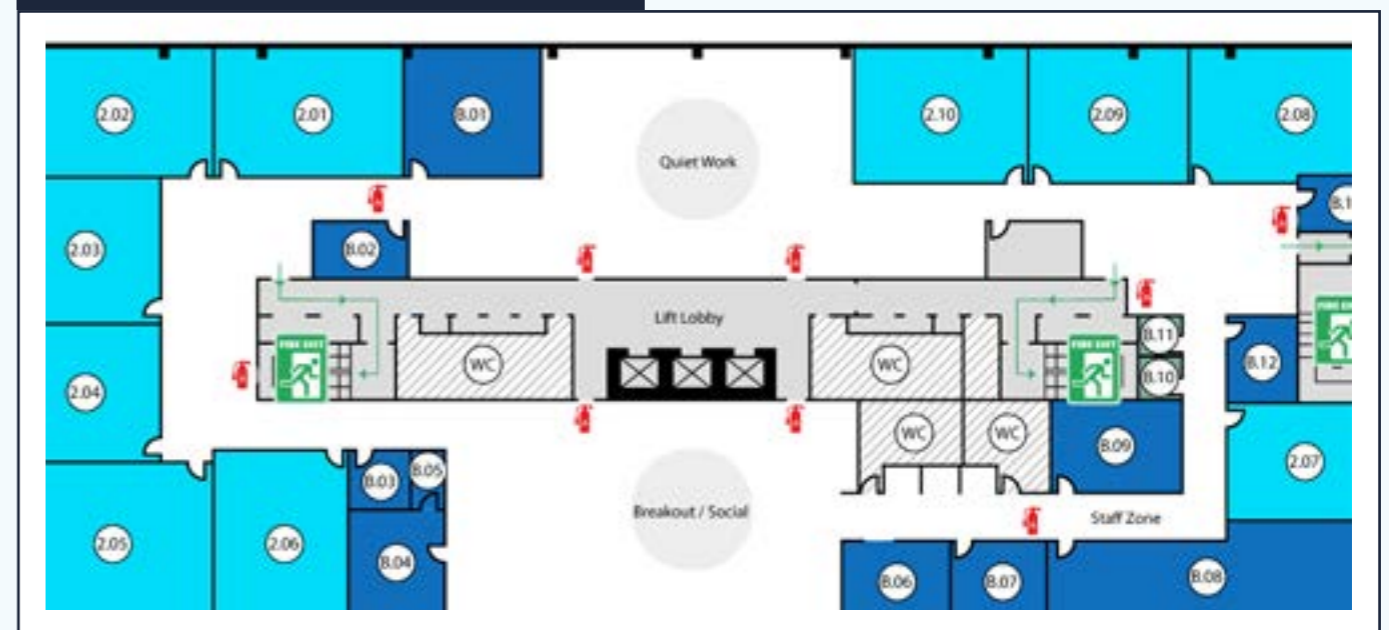 2.02
2.01
B.01
Quiet Work
2.10
2.09
2.08
2.03
B.02
Lift Lobby
WC
WC
B.11
B.10
B.12
FIRE EXIT
FIRE EXIT
2.04
B.03
B.05
WC
WC
B.09
2.07
2.05
2.06
B.04
Breakout / Social
Staff Zone
B.06
B.07
B.08